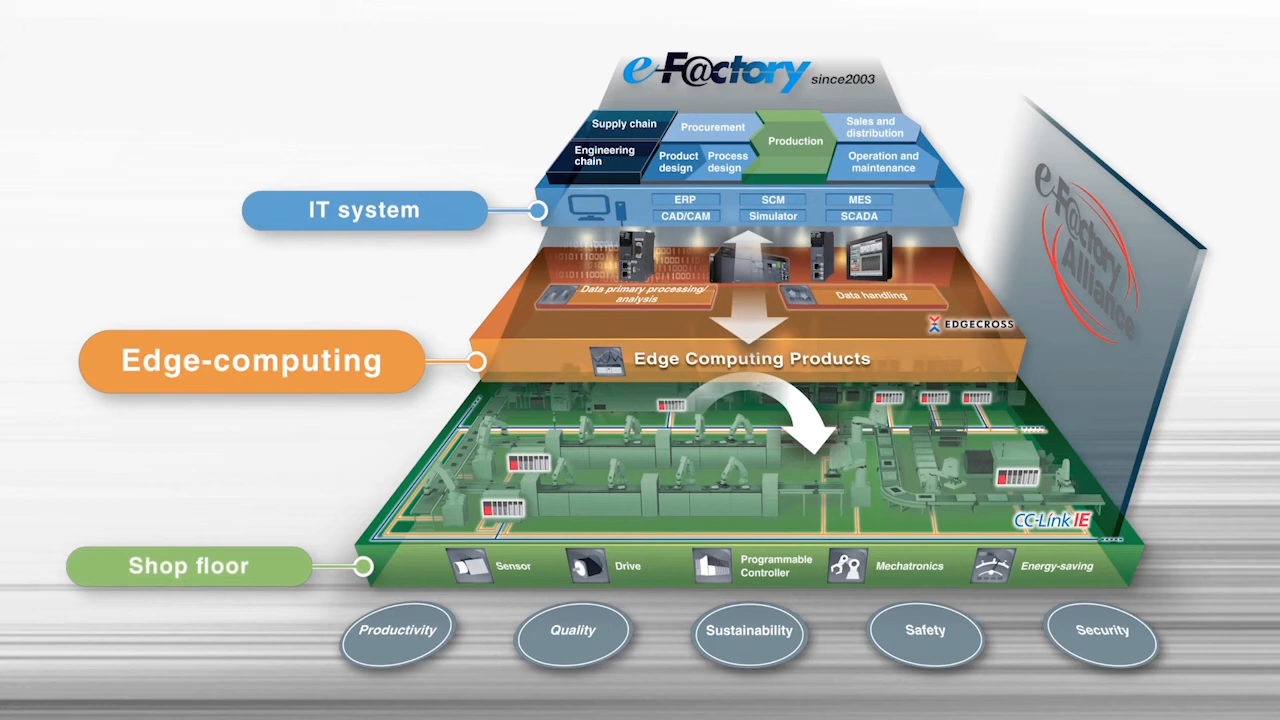 e-F@ctory since2003
Supply chain
Procurement
Production
Sales and
distribution
Engineering
chain
Product
design
Process
design
Operation and
maintenance
IT system
ERP
SCM
MES
CAD/CAM
Simulator
SCADA
e-F@ctory
Alliance
Data primary processing/
analysis
Data handling
EDGECROSS
Edge-computing
Edge Computing Products
CC-Link IE
Shop floor
Sensor
Drive
Programmable
Controller
Mechatronics
Energy-saving
Productivity
Quality
Sustainability
Safety
Security